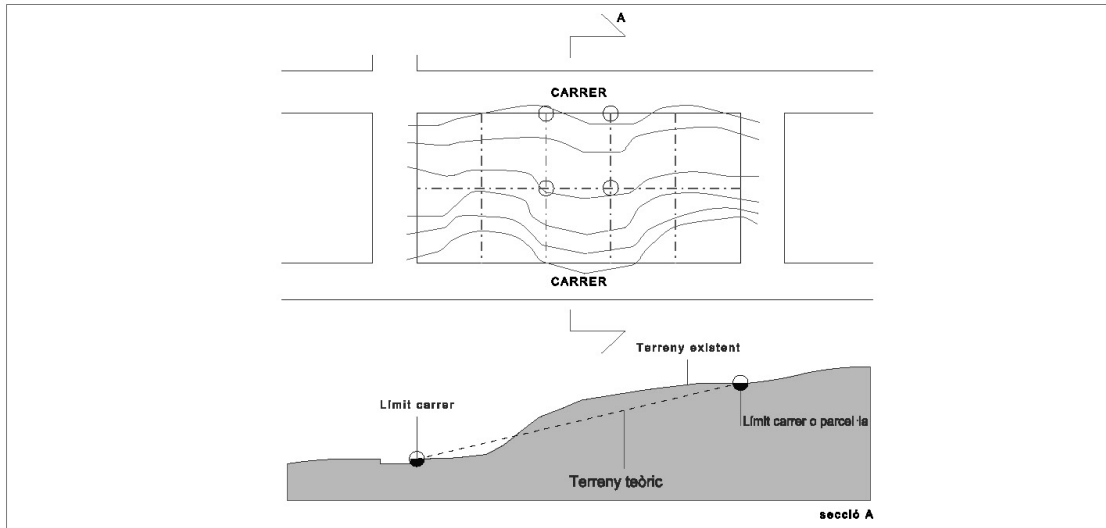 A
CARRER
CARRER
Terreny existent
Límit carrer
Límit carrer o parcel·la
Terreny teòric
secció A